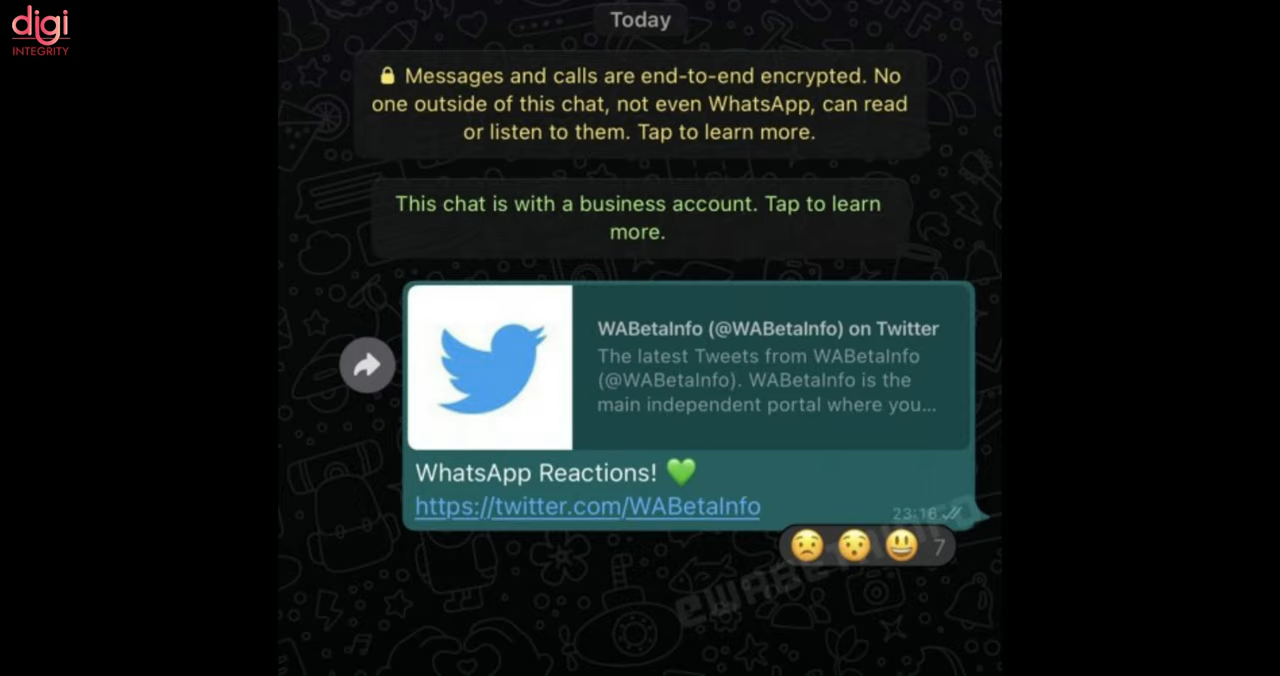 digi
INTEGRITY
Today
🔒 Messages and calls are end-to-end encrypted. No
one outside of this chat, not even WhatsApp, can read
or listen to them. Tap to learn more.
This chat is with a business account. Tap to learn
more.
WABetaInfo (@WABetaInfo) on Twitter
The latest Tweets from WABetaInfo
(@WABetaInfo). WABetaInfo is the
main independent portal where you...
WhatsApp Reactions! 💚
https://twitter.com/WABetaInfo
23:16
😟 😯 😃 7